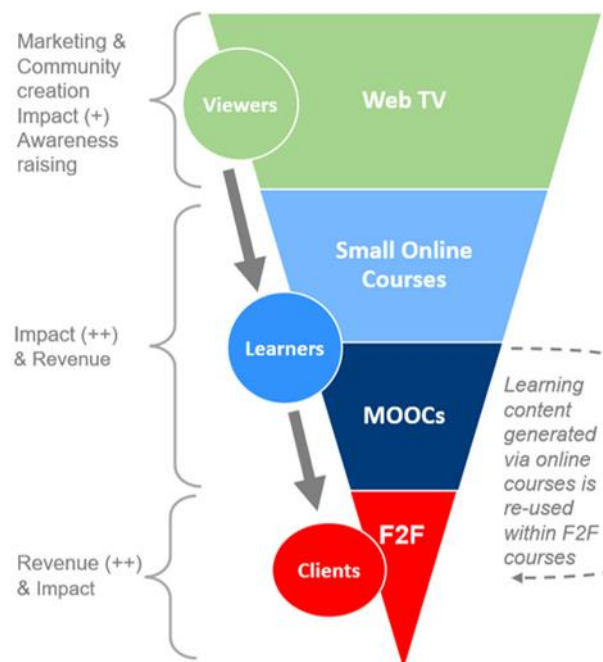 Marketing &
Community
creation
Impact (+)
Awareness
raising
Viewers
Web TV
Small Online
Courses
Impact (++)
& Revenue
Learners
MOOCs
Learning
content
generated
via online
courses is
re-used
within F2F
courses
F2F
Revenue (++)
& Impact
Clients